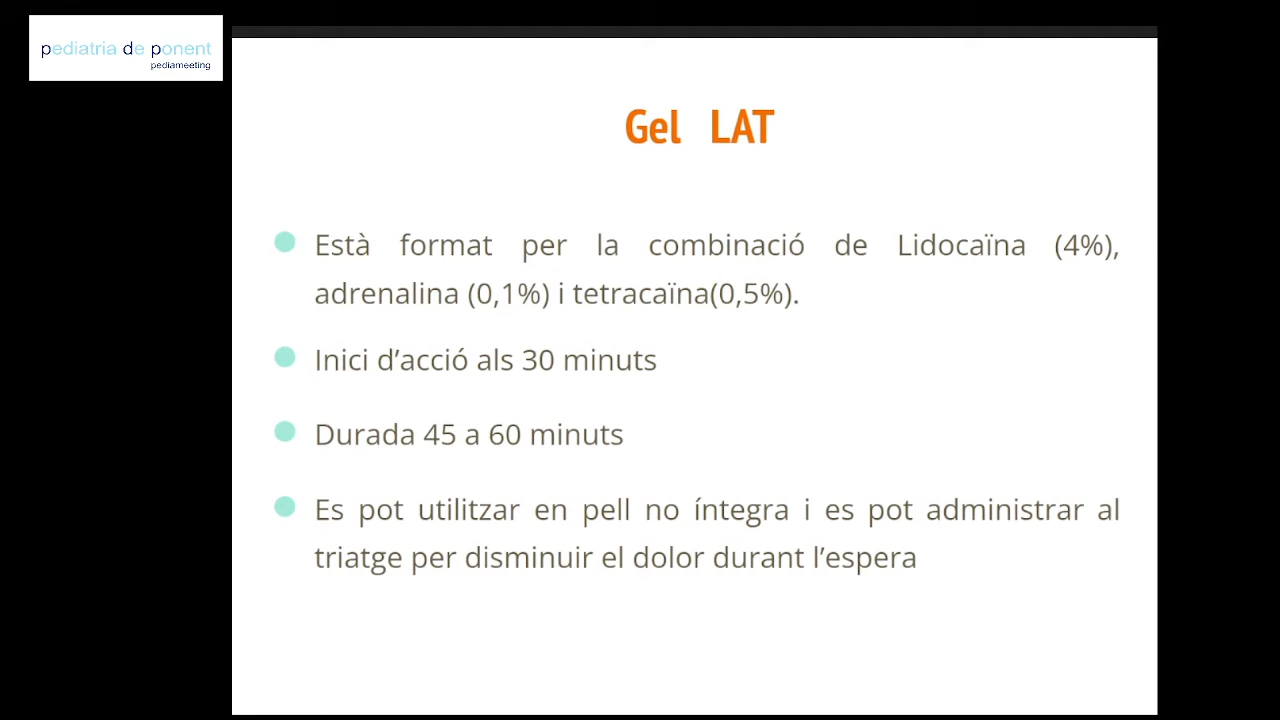 pediatria de ponent
pediameeting
Gel LAT
Està format per la combinació de Lidocaïna (4%),
adrenalina (0,1%) i tetracaïna(0,5%).
Inici d’acció als 30 minuts
Durada 45 a 60 minuts
Es pot utilitzar en pell no íntegra i es pot administrar al
triatge per disminuir el dolor durant l’espera